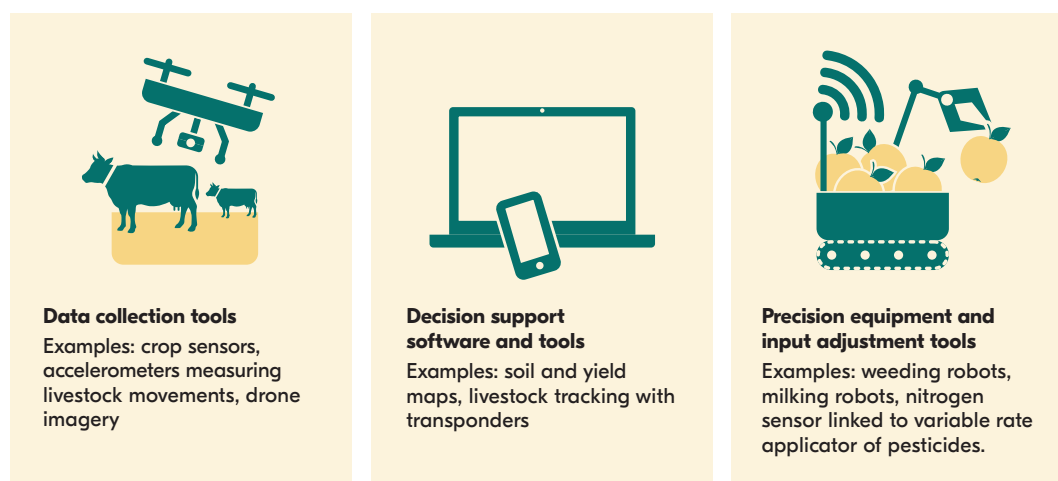 Data collection tools
Examples: crop sensors,
accelerometers measuring
livestock movements, drone
imagery
Decision support
software and tools
Examples: soil and yield
maps, livestock tracking with
transponders
Precision equipment and
input adjustment tools
Examples: weeding robots,
milking robots, nitrogen
sensor linked to variable rate
applicator of pesticides.